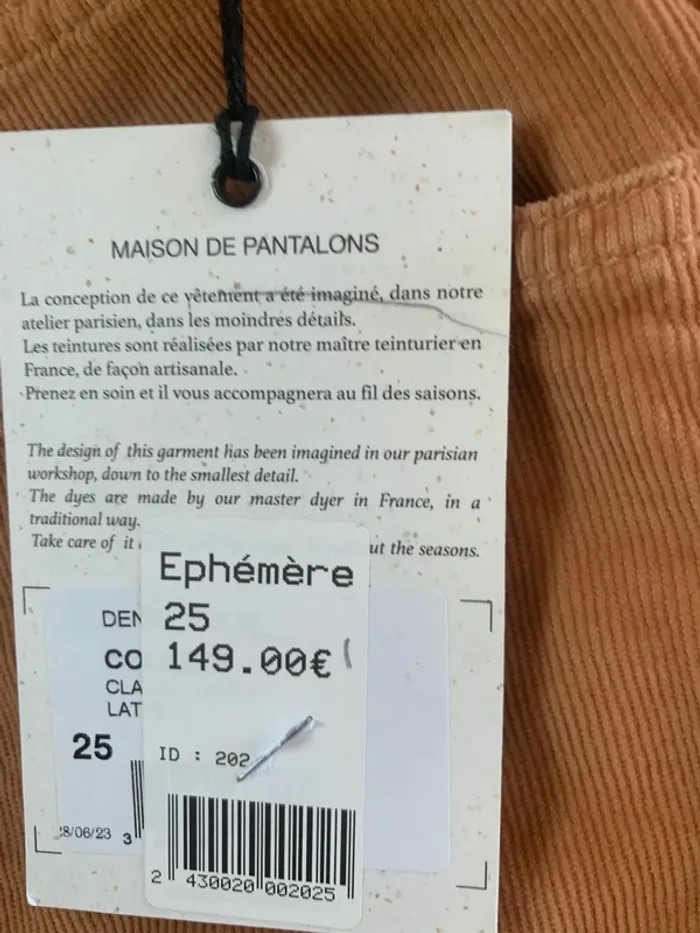 MAISON DE PANTALONS
La conception de ce vêtement a été imaginé, dans notre
atelier parisien, dans les moindres détails.
Les teintures sont réalisées par notre maître teinturier en
France, de façon artisanale.
Prenez en soin et il vous accompagnera au fil des saisons.
The design of this garment has been imagined in our parisian
workshop, down to the smallest detail.
The dyes are made by our master dyer in France, in a
traditional way.
Take care of it
the seasons.
Ephémère
25
149.00€
ID : 202
2 430020 002025
DEN
CO
CLA
LAT
25
8/06/23
3